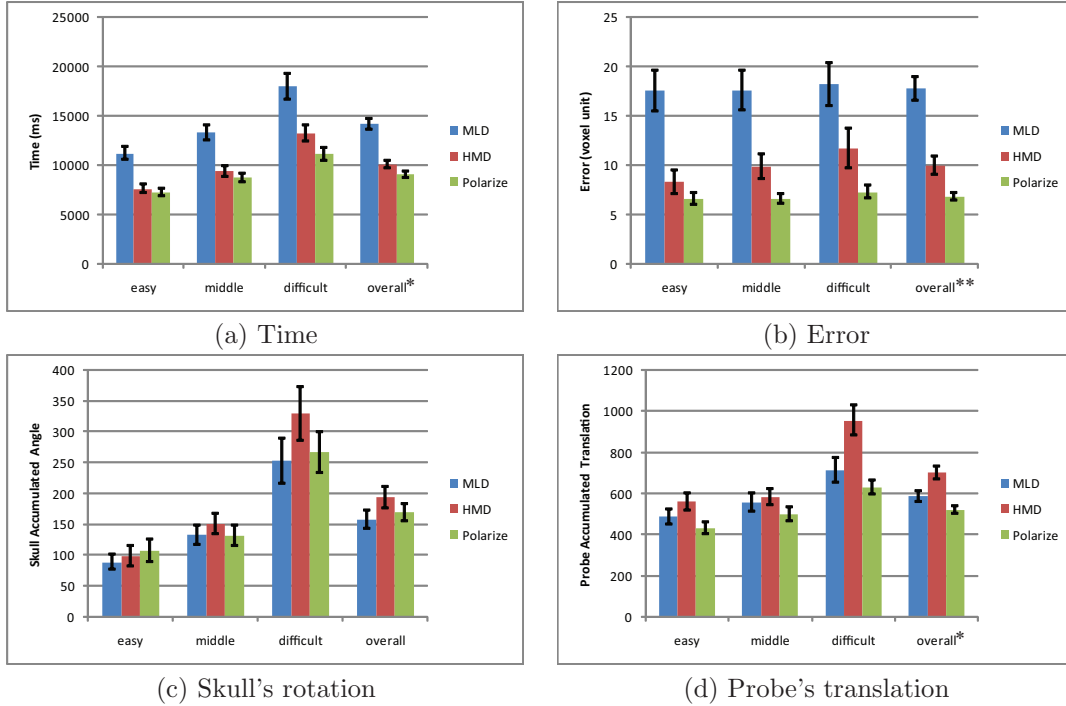 25000
20000
15000
10000
5000
0
Time (ms)
easy middle difficult overall*
MLD
HMD
Polarize
(a) Time
25
20
15
10
5
0
Error (voxel unit)
easy middle difficult overall**
MLD
HMD
Polarize
(b) Error
400
350
300
250
200
150
100
50
0
Skull Accumulated Angle
easy middle difficult overall
MLD
HMD
Polarize
(c) Skull's rotation
1200
1000
800
600
400
200
0
Probe Accumulated Translation
easy middle difficult overall*
MLD
HMD
Polarize
(d) Probe's translation